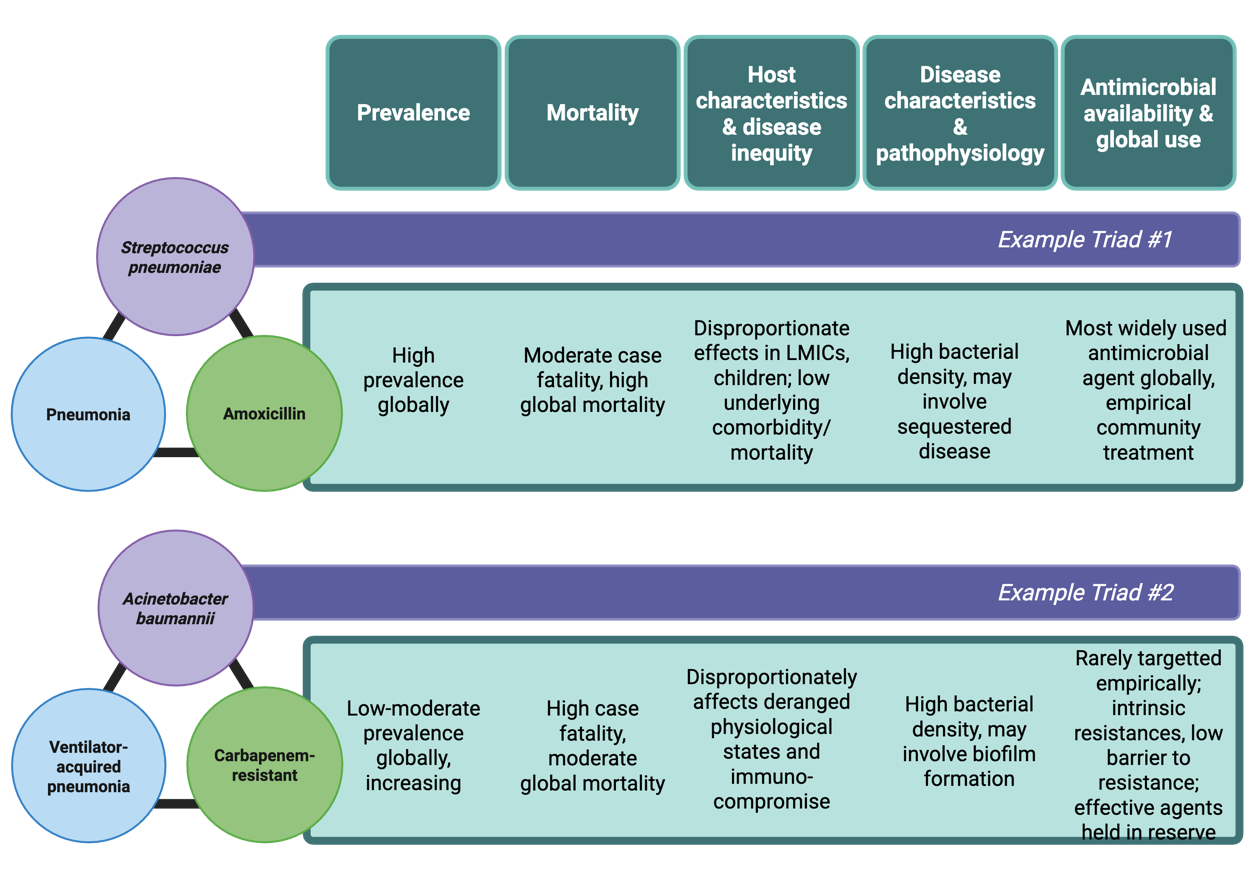 Prevalence
Mortality
Host
characteristics
& disease
inequity
Disease
characteristics
&
pathophysiology
Antimicrobial
availability &
global use
Example Triad #1
Streptococcus
pneumoniae
Pneumonia
Amoxicillin
High
prevalence
globally
Moderate case
fatality, high
global mortality
Disproportionate
effects in LMICs,
children; low
underlying
comorbidity/
mortality
High bacterial
density, may
involve
sequestered
disease
Most widely used
antimicrobial
agent globally,
empirical
community
treatment
Example Triad #2
Acinetobacter
baumannii
Ventilator-
acquired
pneumonia
Carbapenem-
resistant
Low-moderate
prevalence
globally,
increasing
High case
fatality,
moderate
global mortality
Disproportionately
affects deranged
physiological
states and
immuno-
compromise
High bacterial
density, may
involve biofilm
formation
Rarely targetted
empirically;
intrinsic
resistances, low
barrier to
resistance;
effective agents
held in reserve